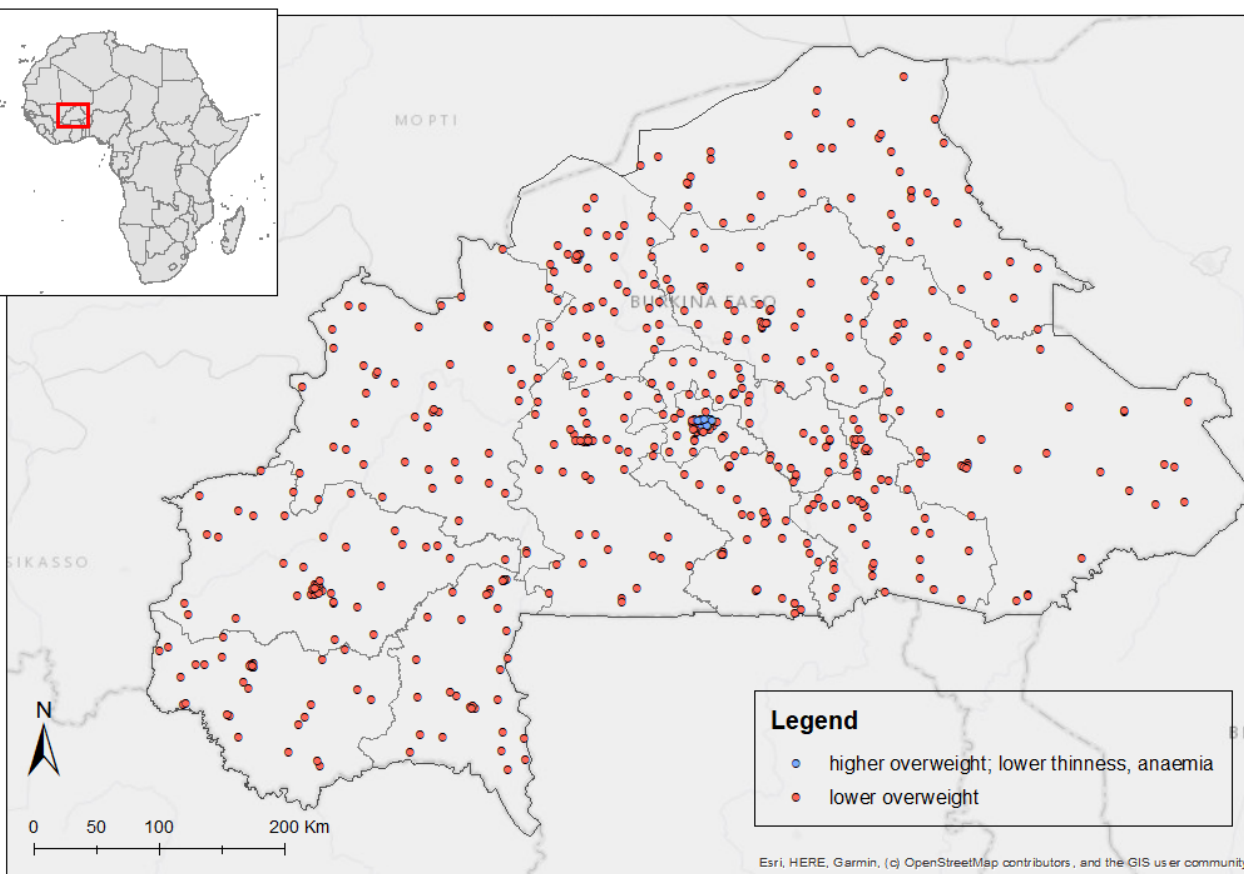 MOPTI
BURKINA FASO
SIKASSO
N
0 50 100 200 Km
Legend
higher overweight; lower thinness, anaemia
lower overweight
Esri, HERE, Garmin, (c) OpenStreetMap contributors, and the GIS user community